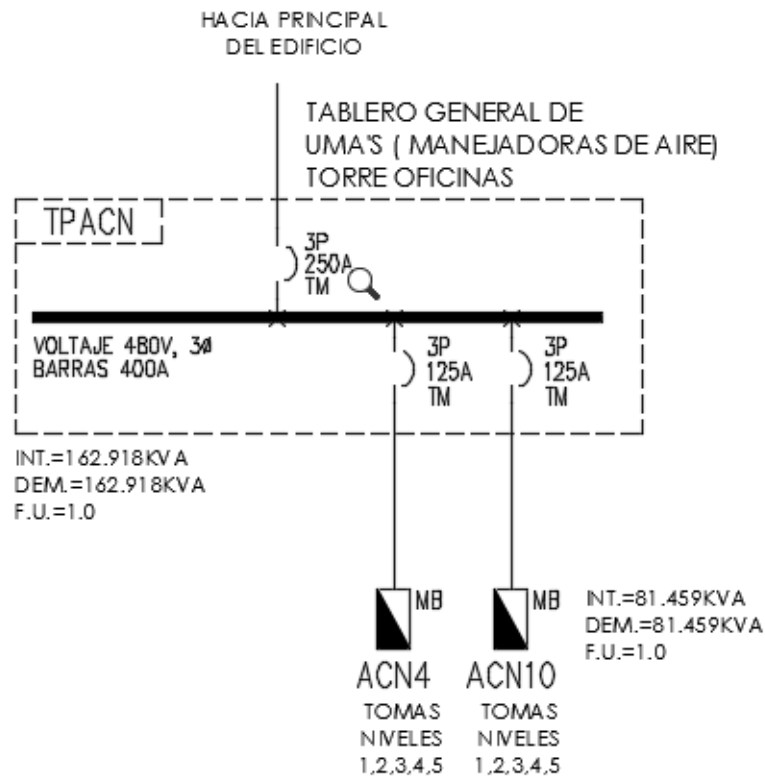 HACIA PRINCIPAL
DEL EDIFICIO
TABLERO GENERAL DE
UMA'S ( MANEJADORAS DE AIRE)
TORRE OFICINAS
TPACN
3P
250A
TM
VOLTAJE 480V, 3Ø
BARRAS 400A
3P
125A
TM
3P
125A
TM
INT.=162.918KVA
DEM.=162.918KVA
F.U.=1.0
MB
MB
INT.=81.459KVA
DEM.=81.459KVA
F.U.=1.0
ACN4
TOMAS
NIVELES
1,2,3,4,5
ACN10
TOMAS
NIVELES
1,2,3,4,5